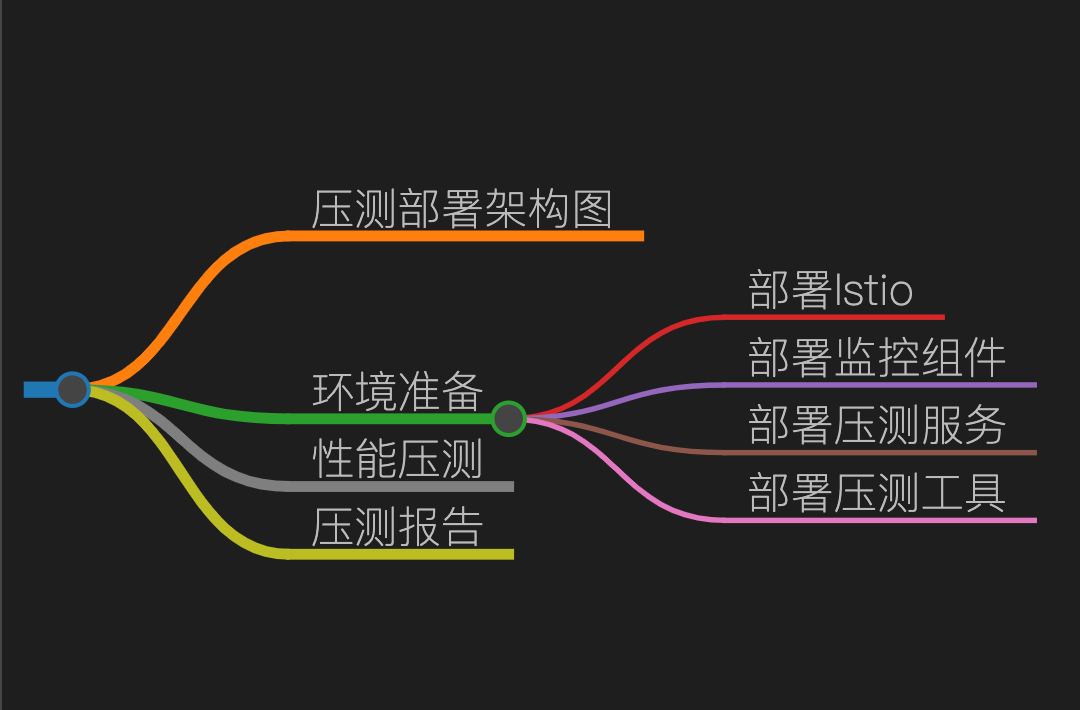 压测部署架构图
环境准备
部署Istio
部署监控组件
部署压测服务
部署压测工具
性能压测
压测报告